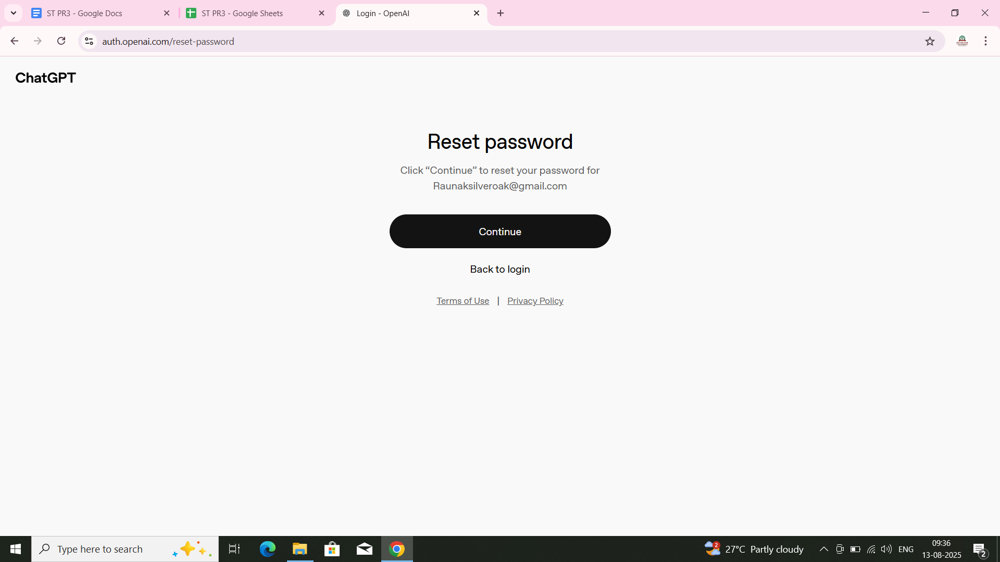 ST PR3 - Google Docs
ST PR3 - Google Sheets
Login - OpenAI
auth.openai.com/reset-password
ChatGPT
Reset password
Click “Continue” to reset your password for
Raunaksilveroak@gmail.com
Continue
Back to login
Terms of Use | Privacy Policy
Type here to search
2
27°C Partly cloudy
ENG
09:36
13-08-2025
2